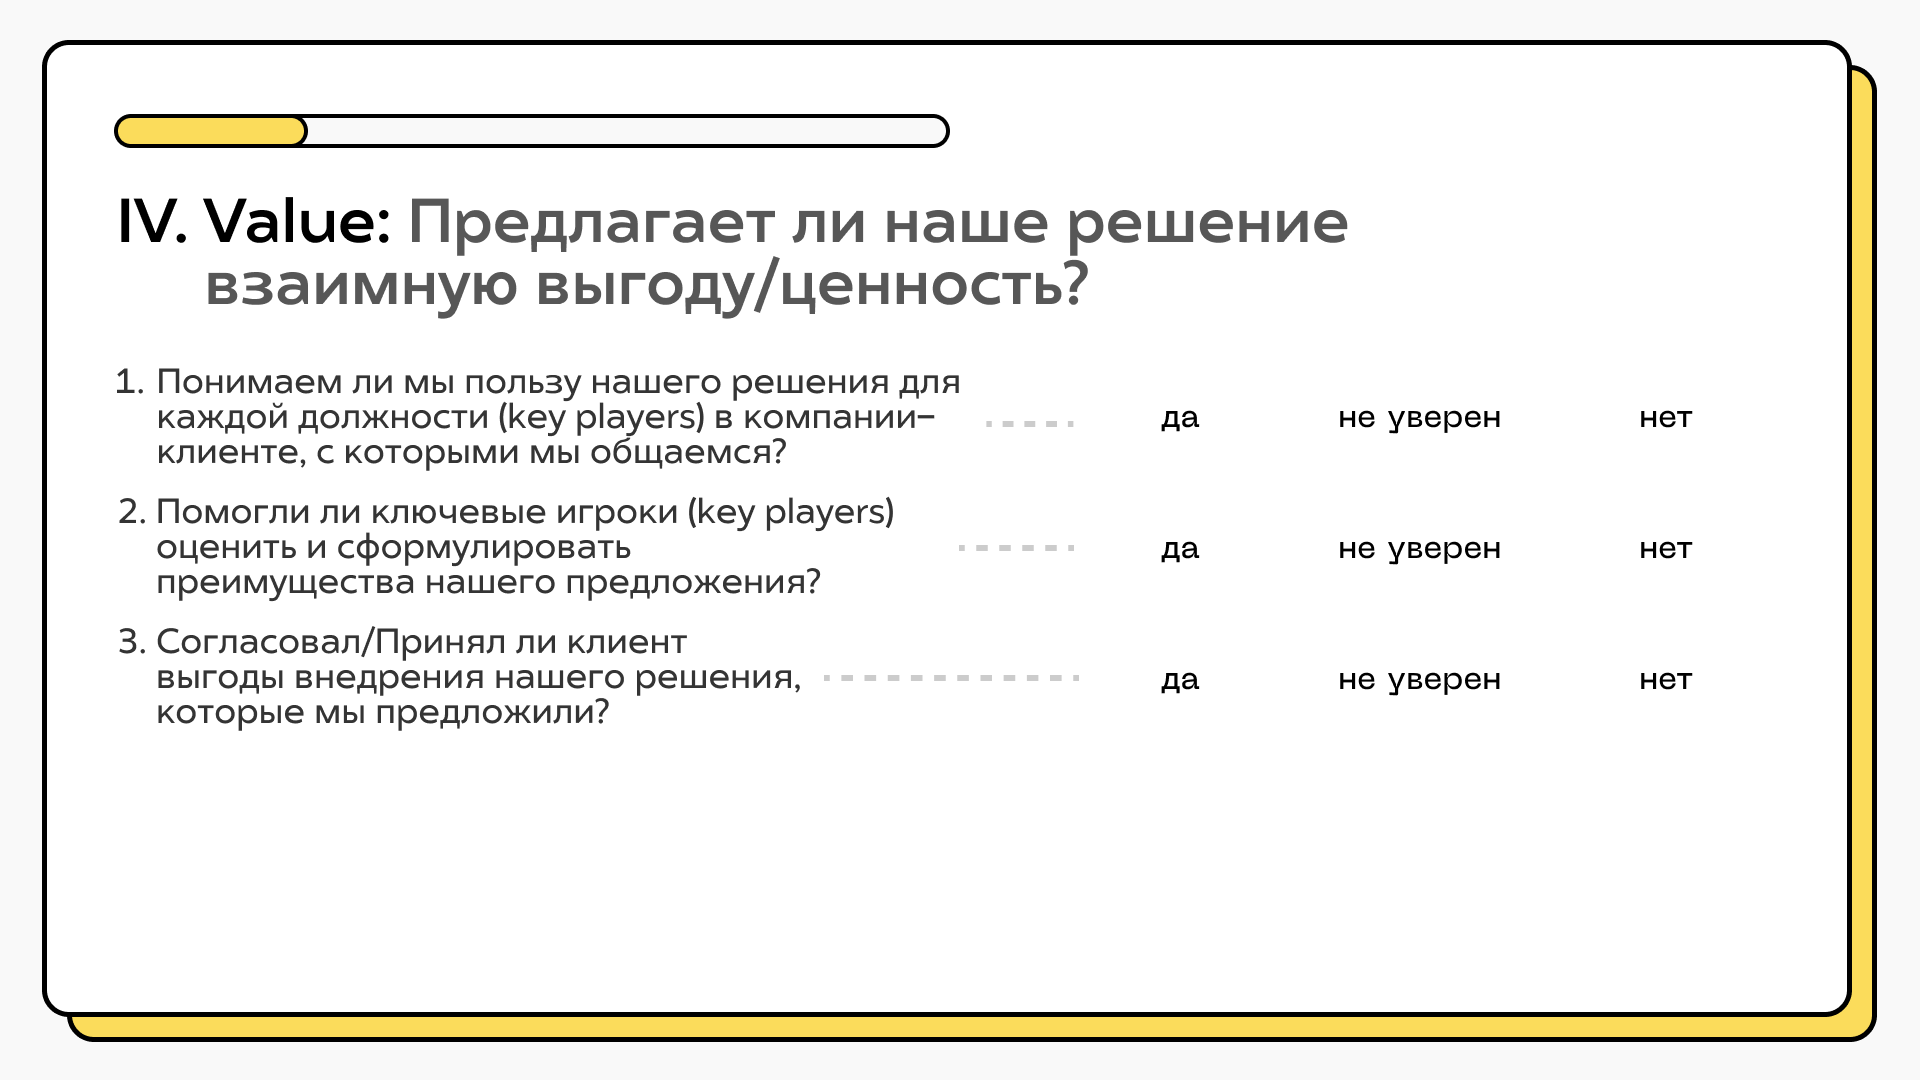 IV. Value: Предлагает ли наше решение
взаимную выгоду/ценность?
1. Понимаем ли мы пользу нашего решения для
каждой должности (key players) в компании–
клиенте, с которыми мы общаемся?
да не уверен нет
2. Помогли ли ключевые игроки (key players)
оценить и сформулировать
преимущества нашего предложения?
да не уверен нет
3. Согласовал/Принял ли клиент
выгоды внедрения нашего решения,
которые мы предложили?
да не уверен нет